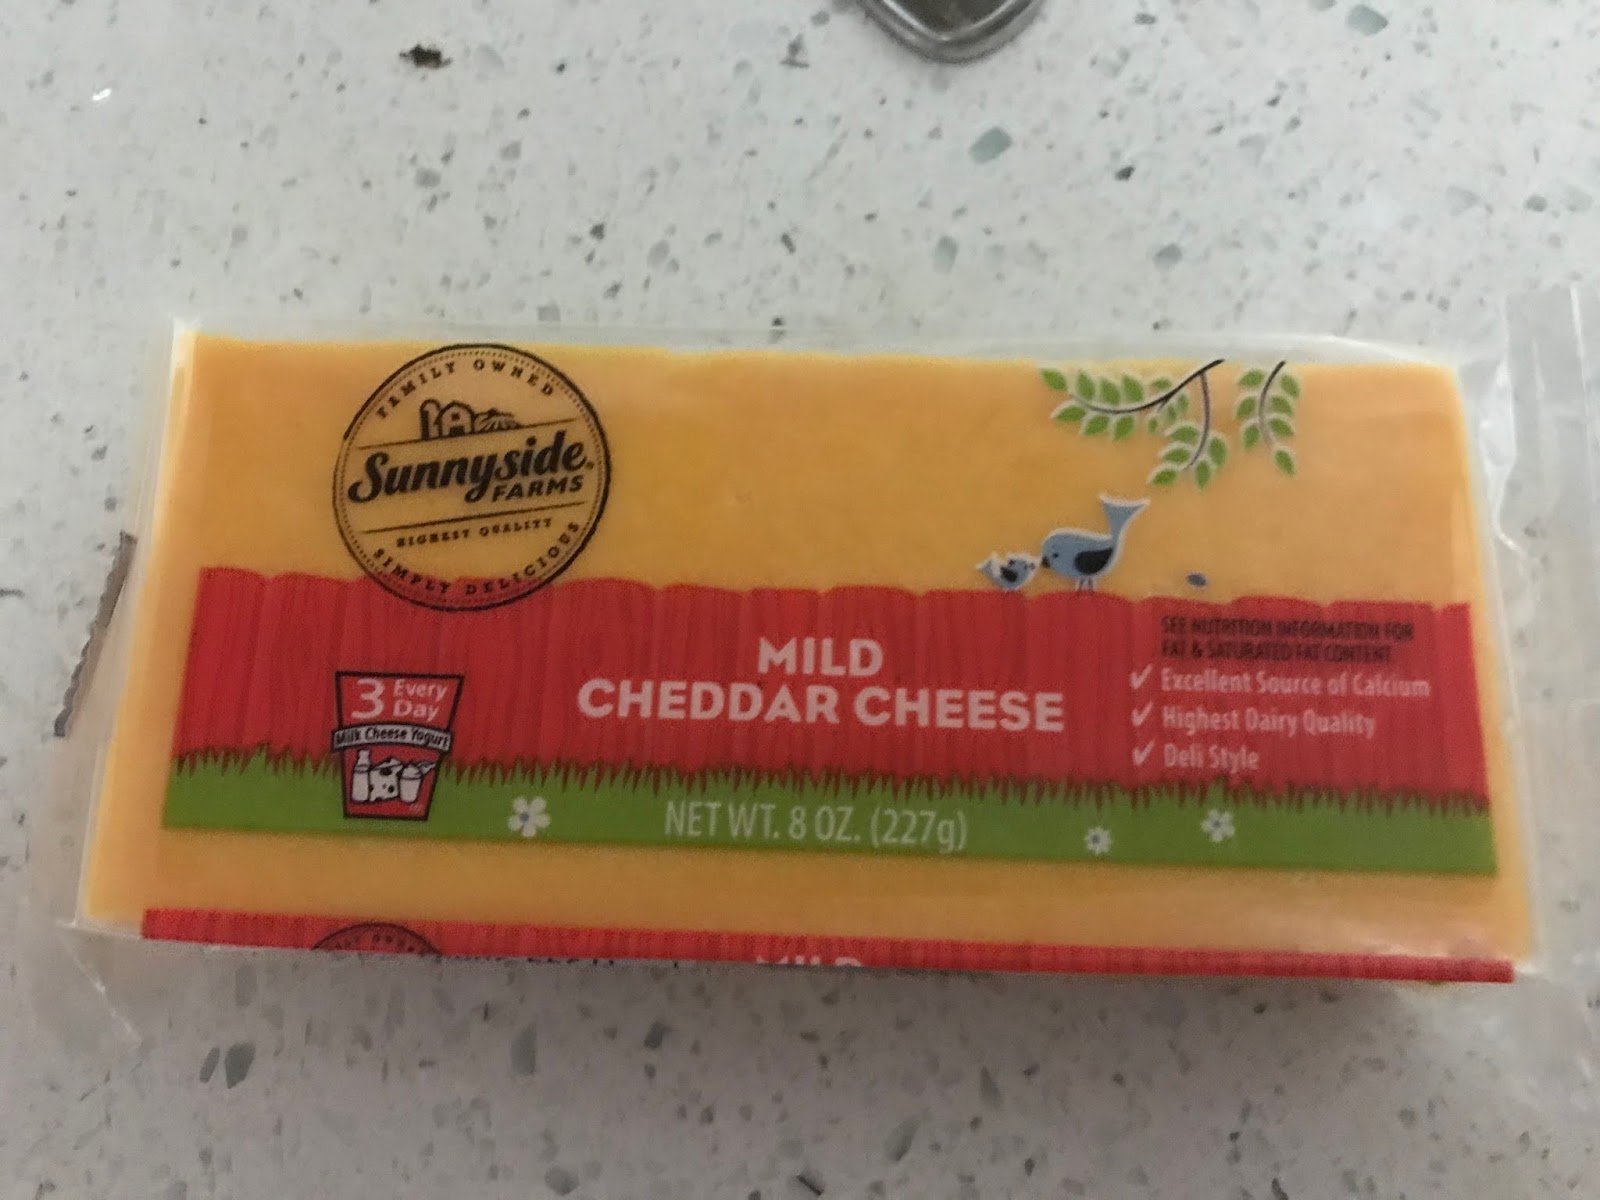 FAMILY OWNED
Sunnyside
FARMS
HIGHEST QUALITY
SIMPLY DELICIOUS
MILD
CHEDDAR CHEESE
SEE NUTRITION INFORMATION FOR
FAT & SATURATED FAT CONTENT
✓ Excellent Source of Calcium
✓ Highest Dairy Quality
✓ Deli Style
3 Every
Day
Milk Cheese Yogurt
NET WT. 8 OZ. (227g)
MILD